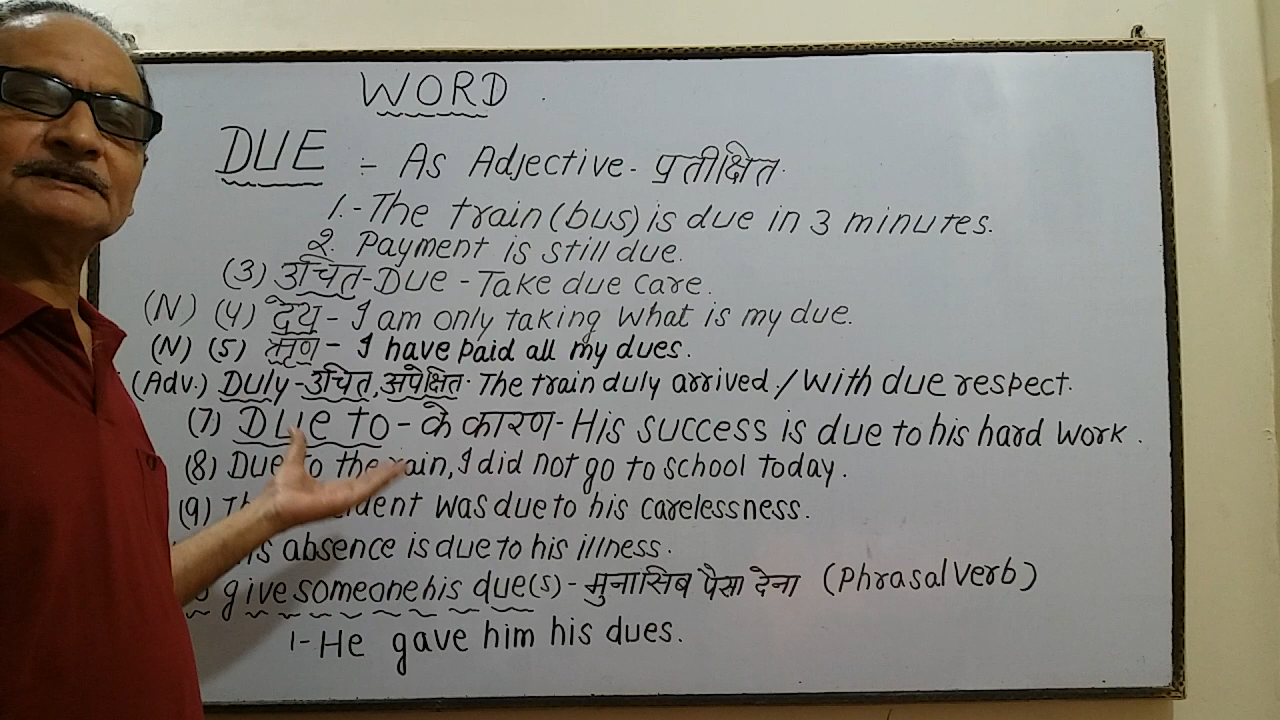 WORD
DUE :- As Adjective - प्रतीक्षित.
1.- The train (bus) is due in 3 minutes.
2. Payment is still due.
(3) उचित - Due - Take due care.
(N) (4) देय - I am only taking what is my due.
(N) (5) ऋण - I have paid all my dues.
(Adv.) Duly - उचित, अपेक्षित. The train duly arrived. / With due respect.
(7) Due to - के कारण - His success is due to his hard work.
(8) Due to the rain, I did not go to school today.
(9) was due to his carelessness.
absence is due to his illness.
give someone his due(s) - मुनासिब पैसा देना (Phrasal Verb)
1- He gave him his dues.